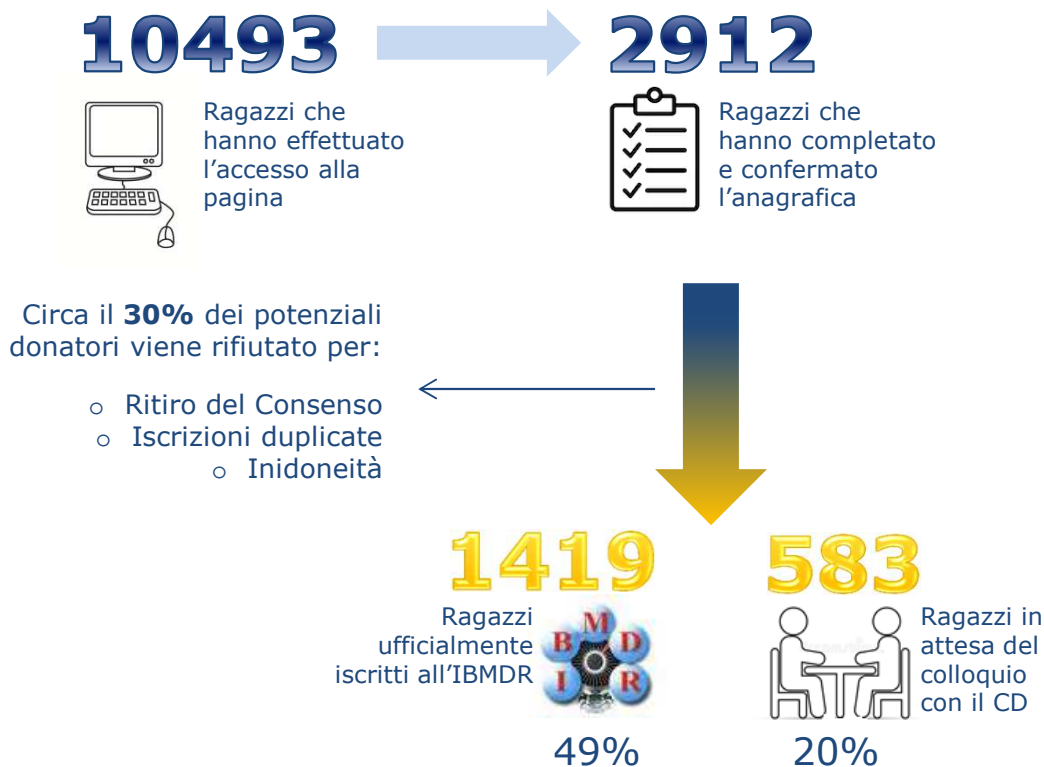 10493
2912
Ragazzi che
hanno effettuato
l'accesso alla
pagina
Ragazzi che
hanno completato
e confermato
l'anagrafica
Circa il 30% dei potenziali
donatori viene rifiutato per:
o Ritiro del Consenso
o Iscrizioni duplicate
o Inidoneità
1419
583
Ragazzi
ufficialmente
iscritti all'IBMDR
I B M D R
Ragazzi in
attesa del
colloquio
con il CD
49%
20%